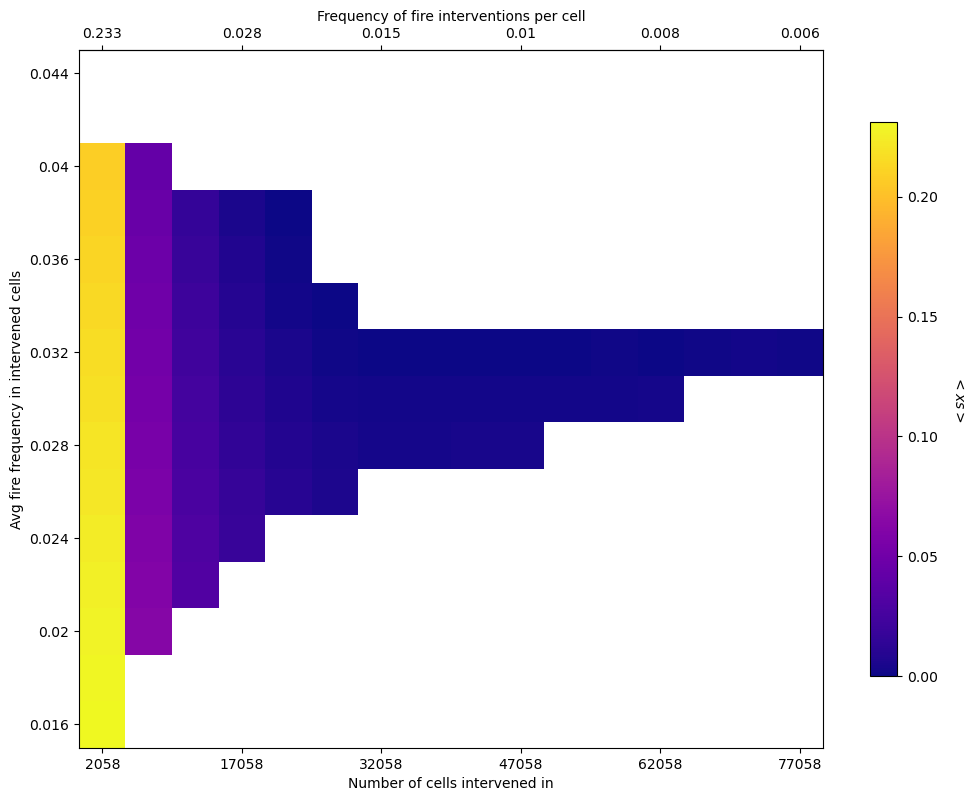 Frequency of fire interventions per cell
0.233 0.028 0.015 0.01 0.008 0.006
0.044
0.04
0.036
0.032
0.028
0.024
0.02
0.016
Avg fire frequency in intervened cells
2058 17058 32058 47058 62058 77058
Number of cells intervened in
0.20
0.15
0.10
0.05
0.00
< sx >